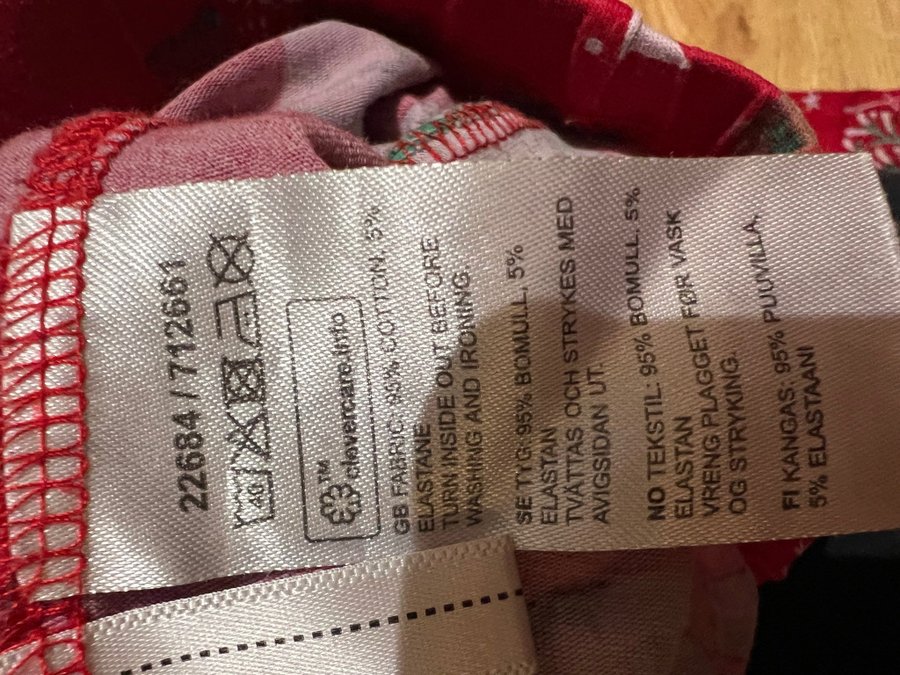 22684 / 712661
40
clevercare.info
TM
GB FABRIC: 95% COTTON, 5%
ELASTANE
TURN INSIDE OUT BEFORE
WASHING AND IRONING.
SE TYG: 95% BOMULL, 5%
ELASTAN
TVÄTTAS OCH STRYKES MED
AVIGSIDAN UT.
NO TEKSTIL: 95% BOMULL. 5%
ELASTAN
VRENG PLAGGET FØR VASK
OG STRYKING.
FI KANGAS: 95% PUUVILLA,
5% ELASTAANI